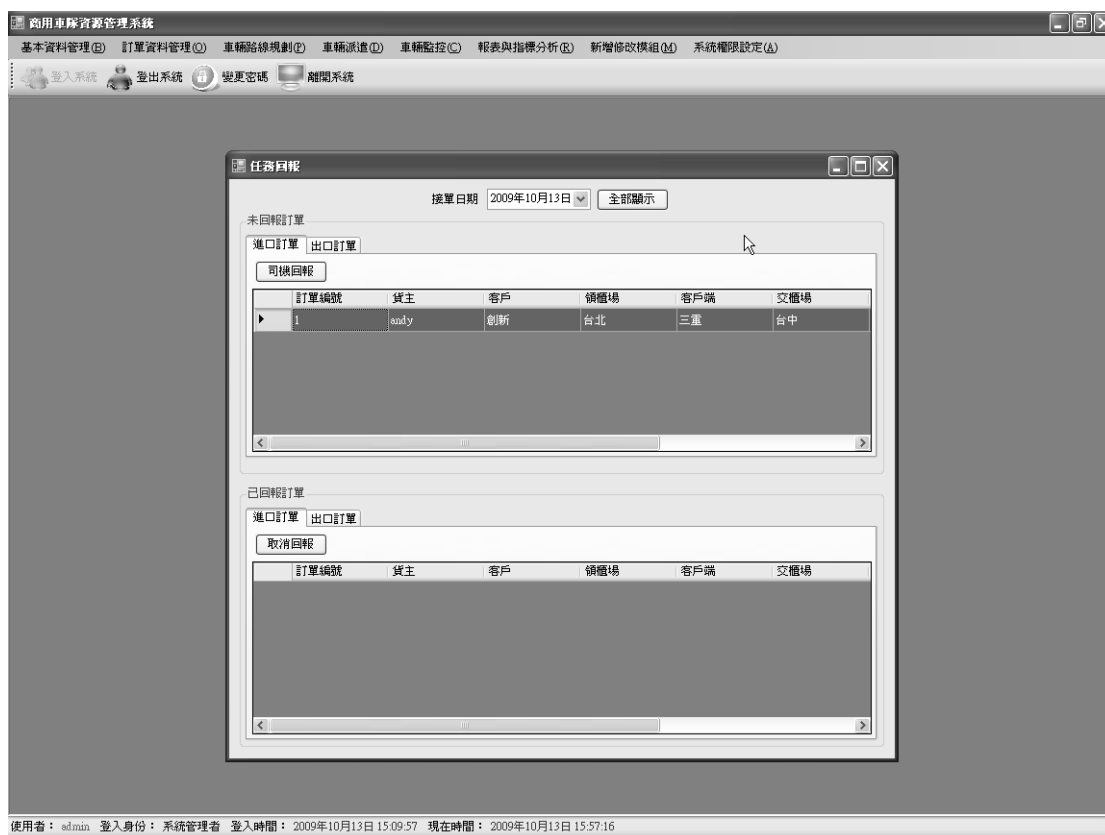 商用車隊資源管理系統
基本資料管理(B) 訂單資料管理(O) 車輛路線規劃(P) 車輛派遣(D) 車輛監控(C) 報表與指標分析(R) 新增修改模組(M) 系統權限設定(A)
登入系統 登出系統 變更密碼 離開系統
任務回報
接單日期 2009年10月13日 全部顯示
未回報訂單
進口訂單 出口訂單
司機回報
訂單編號 貨主 客戶 領櫃場 客戶端 交櫃場
1 andy 創新 台北 三重 台中
已回報訂單
進口訂單 出口訂單
取消回報
訂單編號 貨主 客戶 領櫃場 客戶端 交櫃場
使用者： admin 登入身份： 系統管理者 登入時間： 2009年10月13日 15:09:57 現在時間： 2009年10月13日 15:57:16